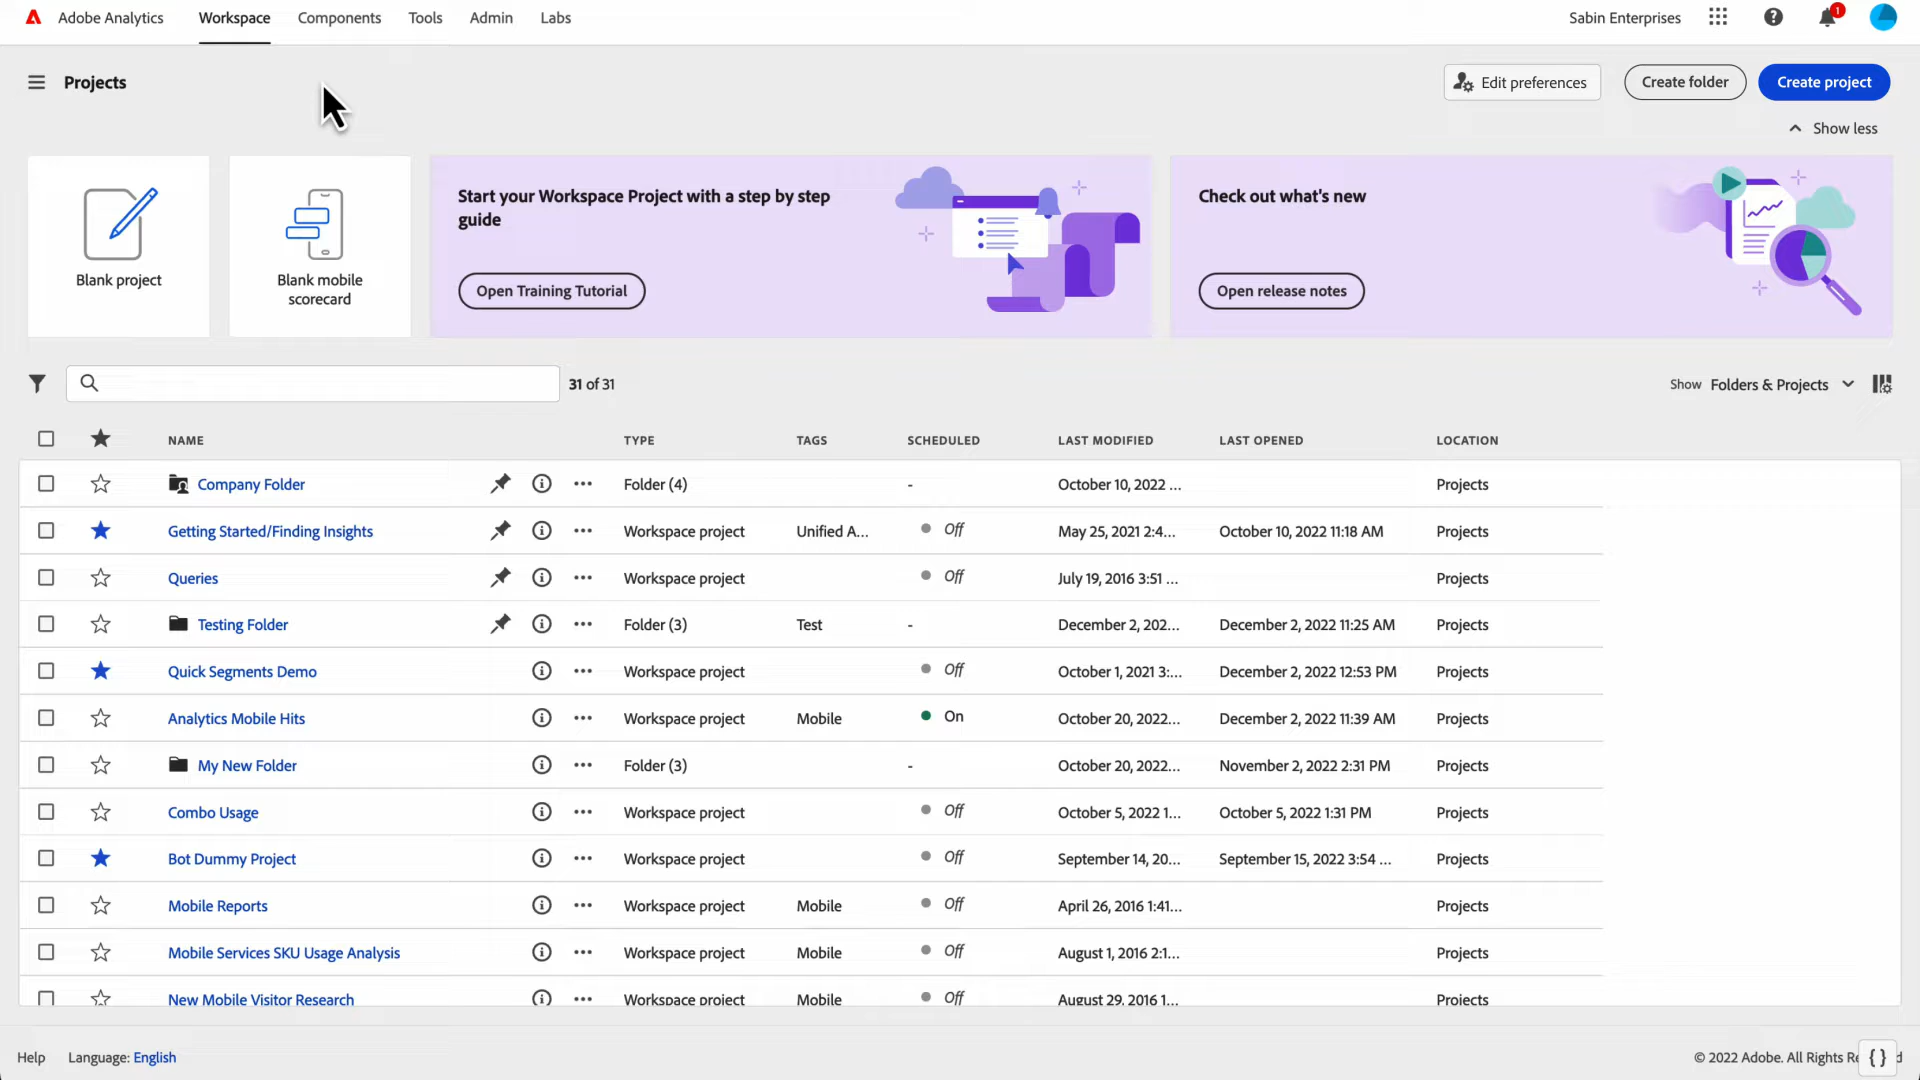 Adobe Analytics Workspace Components Tools Admin Labs Sabin Enterprises 1
Projects Edit preferences Create folder Create project
Show less
Blank project
Blank mobile
scorecard
Start your Workspace Project with a step by step
guide
Open Training Tutorial
Check out what's new
Open release notes
31 of 31 Show Folders & Projects
NAME TYPE TAGS SCHEDULED LAST MODIFIED LAST OPENED LOCATION
Company Folder Folder (4) - October 10, 2022 ... Projects
Getting Started/Finding Insights Workspace project Unified A... Off May 25, 2021 2:4... October 10, 2022 11:18 AM Projects
Queries Workspace project Off July 19, 2016 3:51 ... Projects
Testing Folder Folder (3) Test - December 2, 202... December 2, 2022 11:25 AM Projects
Quick Segments Demo Workspace project Off October 1, 2021 3:... December 2, 2022 12:53 PM Projects
Analytics Mobile Hits Workspace project Mobile On October 20, 2022... December 2, 2022 11:39 AM Projects
My New Folder Folder (3) - October 20, 2022... November 2, 2022 2:31 PM Projects
Combo Usage Workspace project Off October 5, 2022 1... October 5, 2022 1:31 PM Projects
Bot Dummy Project Workspace project Off September 14, 20... September 15, 2022 3:54 ... Projects
Mobile Reports Workspace project Mobile Off April 26, 2016 1:41... Projects
Mobile Services SKU Usage Analysis Workspace project Mobile Off August 1, 2016 2:1... Projects
New Mobile Visitor Research Workspace project Mobile Off August 29, 2016 1... Projects
Help Language: English © 2022 Adobe. All Rights Re { } d